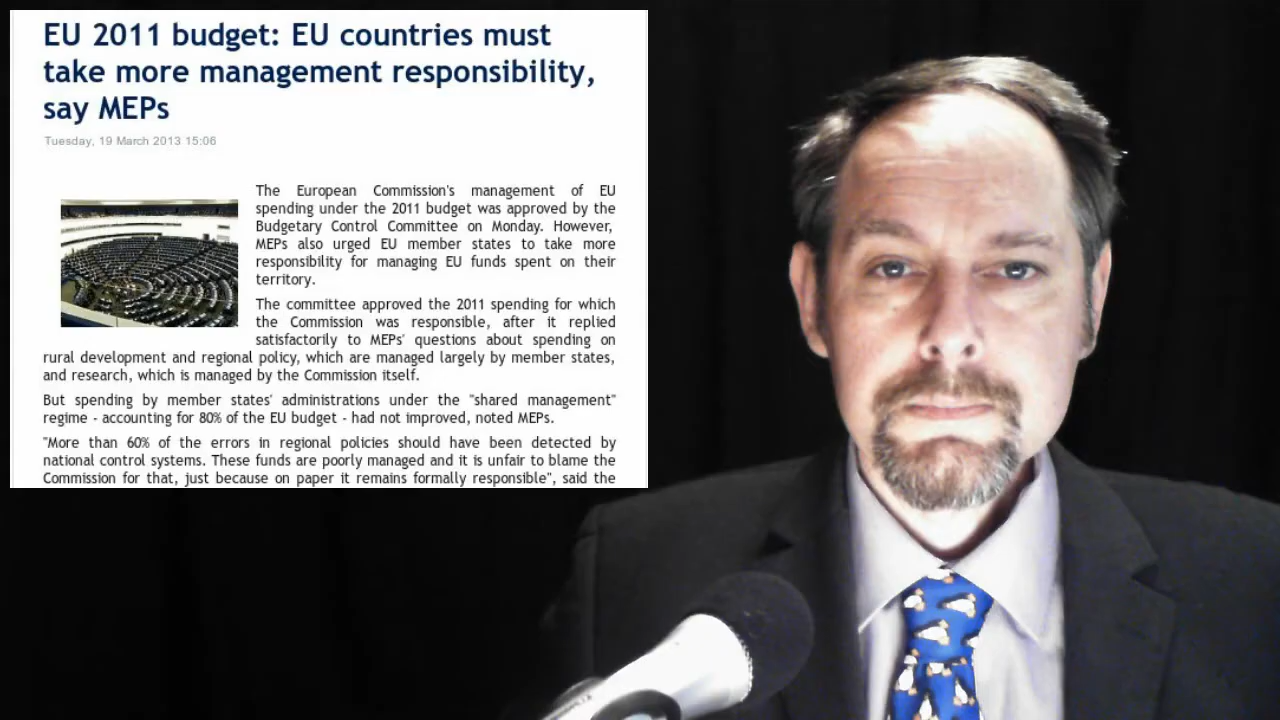 EU 2011 budget: EU countries must
take more management responsibility,
say MEPs
Tuesday, 19 March 2013 15:06
The European Commission's management of EU
spending under the 2011 budget was approved by the
Budgetary Control Committee on Monday. However,
MEPs also urged EU member states to take more
responsibility for managing EU funds spent on their
territory.
The committee approved the 2011 spending for which
the Commission was responsible, after it replied
satisfactorily to MEPs' questions about spending on
rural development and regional policy, which are managed largely by member states,
and research, which is managed by the Commission itself.
But spending by member states' administrations under the "shared management"
regime - accounting for 80% of the EU budget - had not improved, noted MEPs.
"More than 60% of the errors in regional policies should have been detected by
national control systems. These funds are poorly managed and it is unfair to blame the
Commission for that, just because on paper it remains formally responsible", said the